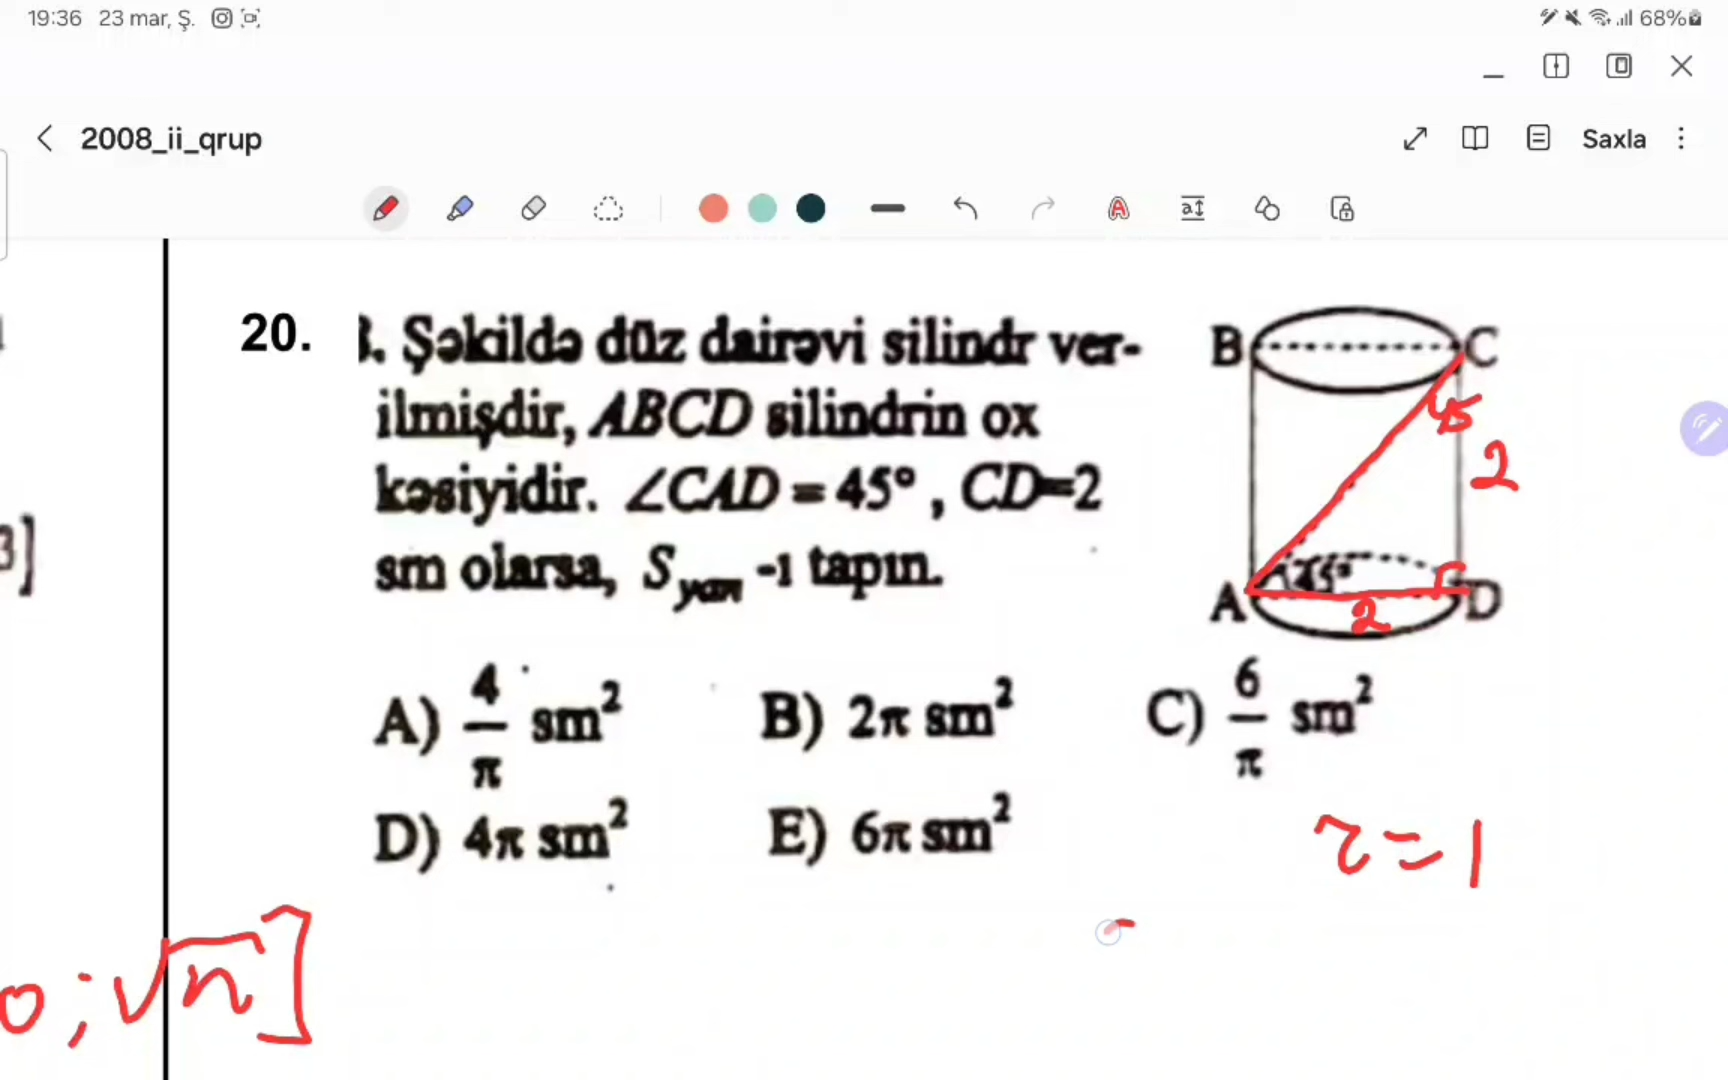 19:36 23 mar, Ş. 68%
2008_ii_qrup
Saxla
20. 3. Şəkildə düz dairəvi silindr ver-
ilmişdir, ABCD silindrin ox
kəsiyidir. ∠CAD = 45° , CD=2
sm olarsa, S yan -ı tapın.
B C
45
2
45°
A D
2
A) 4/π sm² B) 2π sm² C) 6/π sm²
D) 4π sm² E) 6π sm²
r = 1
3]
0 ; √n ]